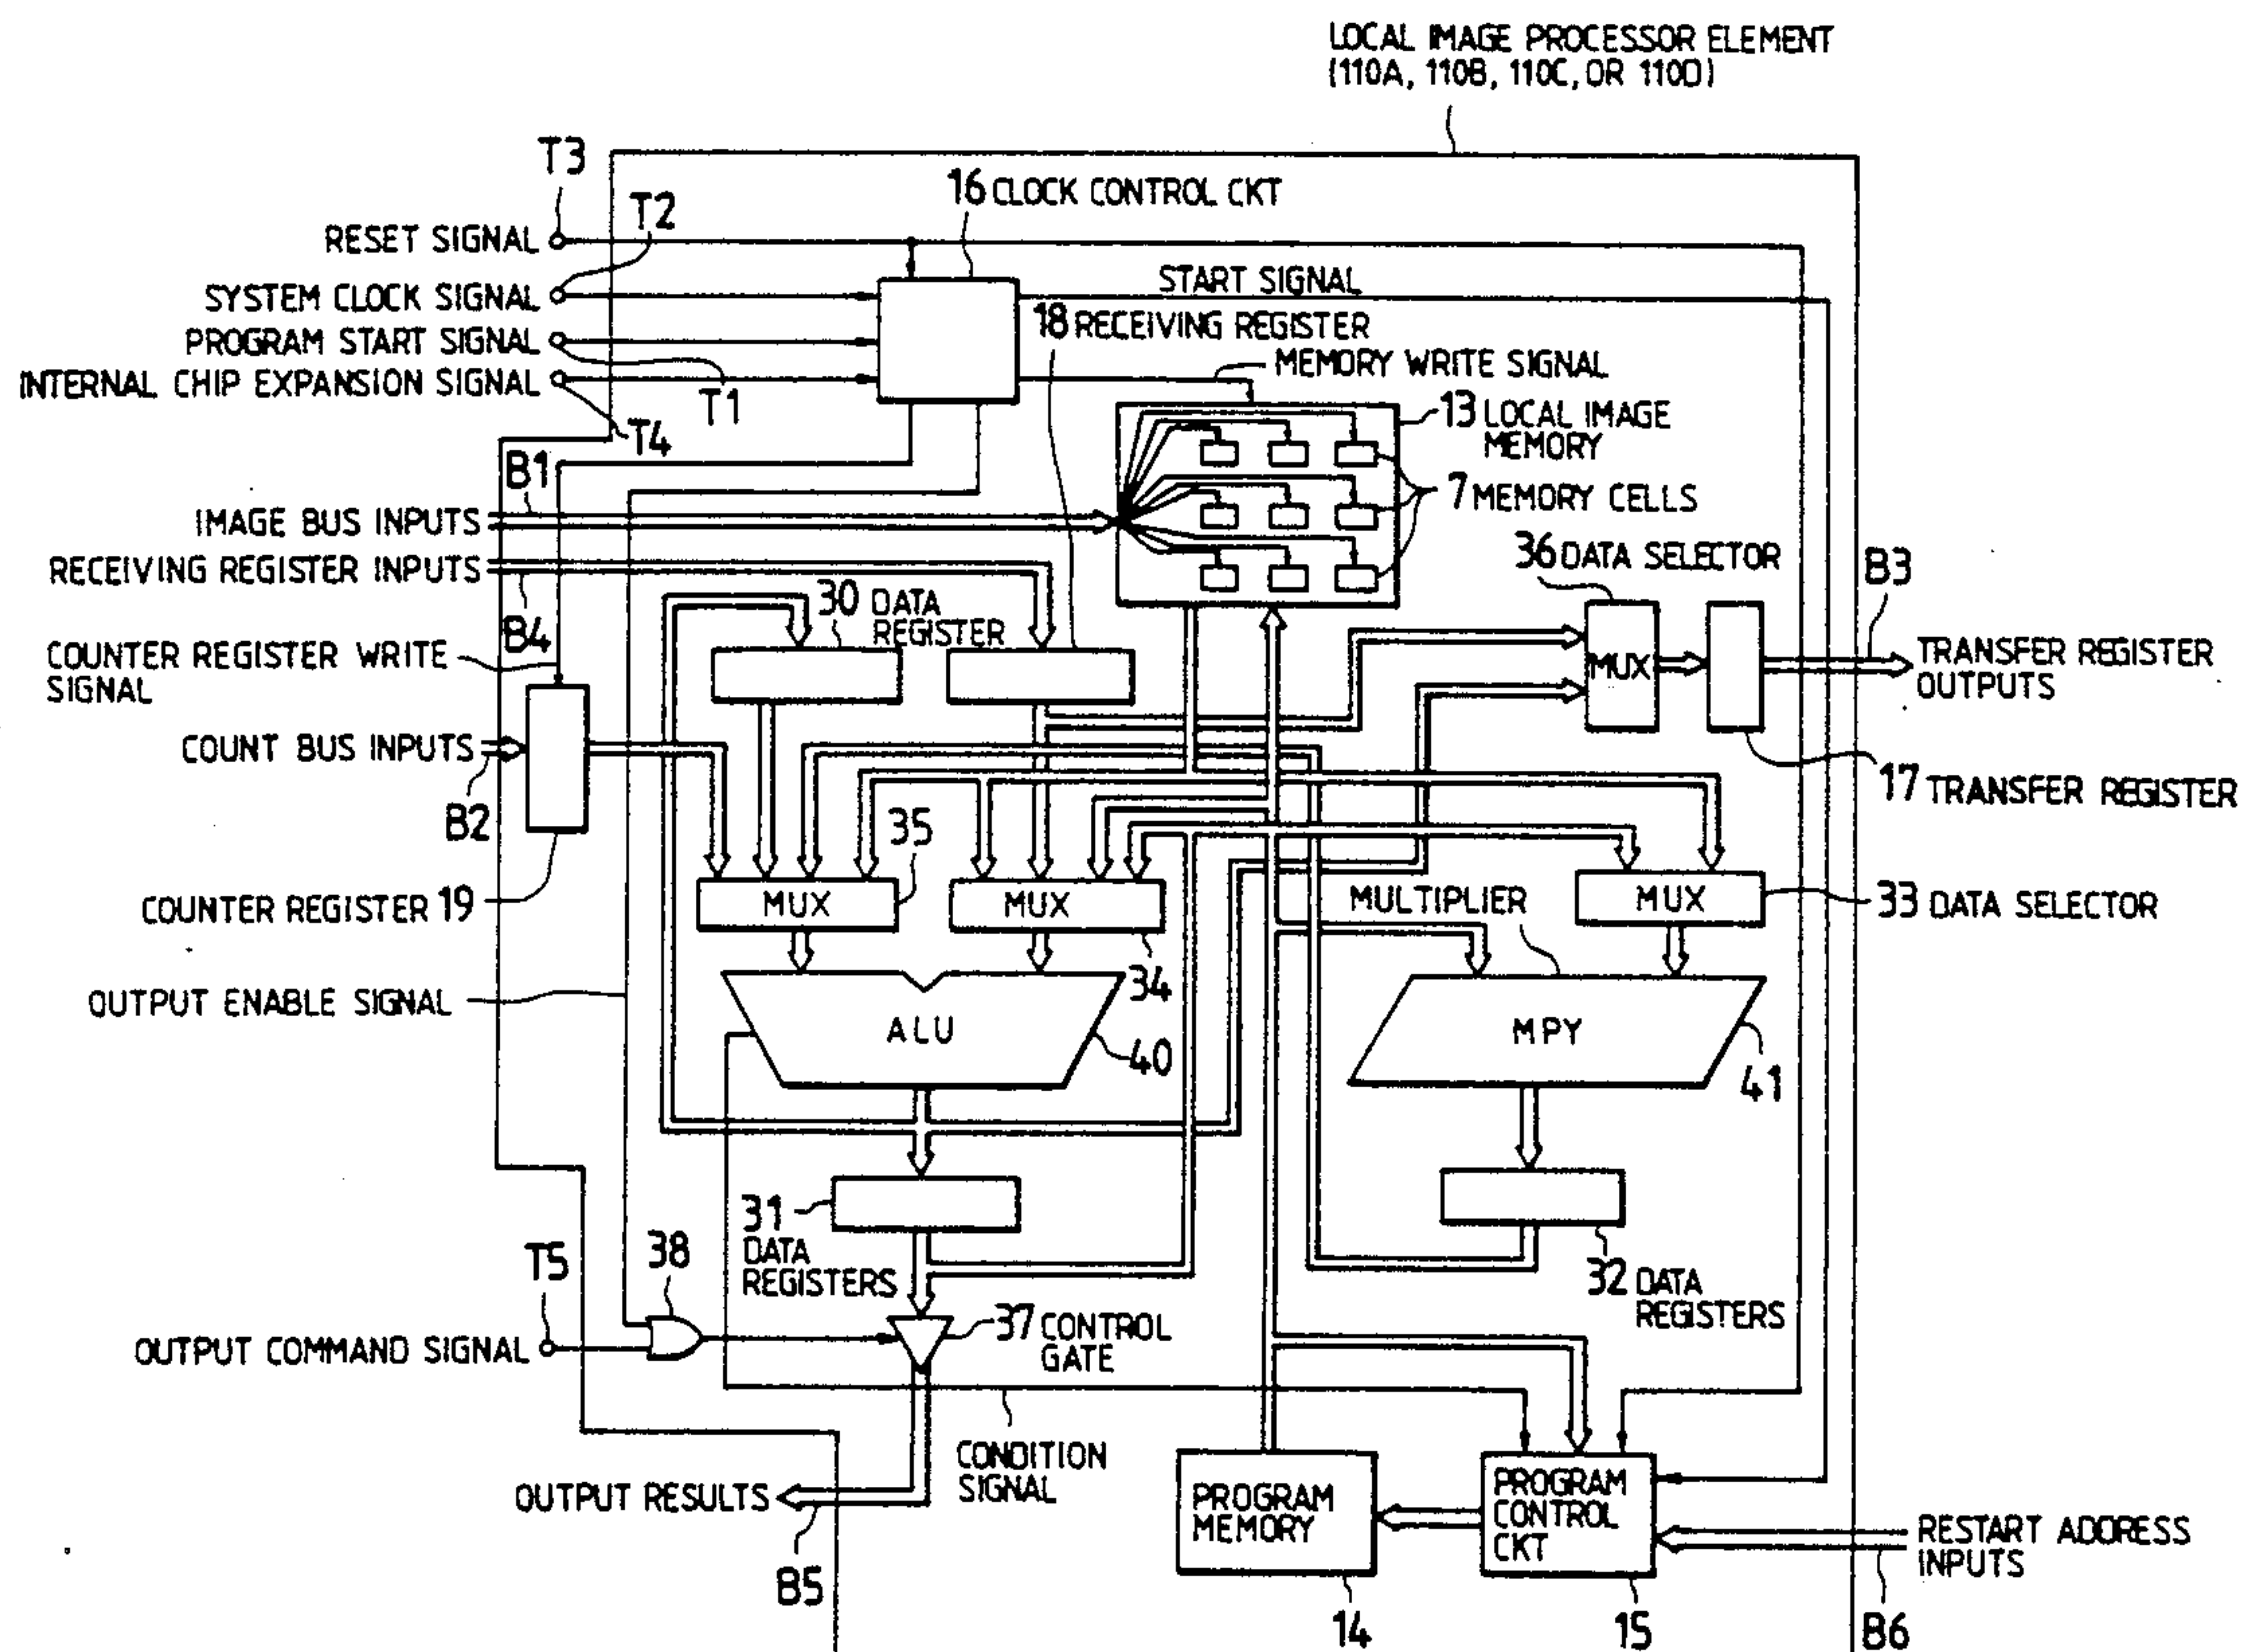 LOCAL IMAGE PROCESSOR ELEMENT
(110A, 110B, 110C, OR 110D)
T3
T2
16 CLOCK CONTROL CKT
RESET SIGNAL
SYSTEM CLOCK SIGNAL
START SIGNAL
PROGRAM START SIGNAL
18 RECEIVING REGISTER
INTERNAL CHIP EXPANSION SIGNAL
MEMORY WRITE SIGNAL
T1
T4
13 LOCAL IMAGE
MEMORY
B1
7 MEMORY CELLS
IMAGE BUS INPUTS
RECEIVING REGISTER INPUTS
36 DATA SELECTOR
B3
30 DATA
REGISTER
B4
COUNTER REGISTER WRITE
SIGNAL
MUX
TRANSFER REGISTER
OUTPUTS
COUNT BUS INPUTS
B2
17 TRANSFER REGISTER
35
COUNTER REGISTER 19
MUX
MUX
MULTIPLIER
MUX
33 DATA SELECTOR
34
OUTPUT ENABLE SIGNAL
ALU
40
MPY
41
31
DATA
REGISTERS
32 DATA
REGISTERS
T5
38
OUTPUT COMMAND SIGNAL
37 CONTROL
GATE
CONDITION
SIGNAL
OUTPUT RESULTS
B5
PROGRAM
MEMORY
PROGRAM
CONTROL
CKT
RESTART ADDRESS
INPUTS
14
15
B6